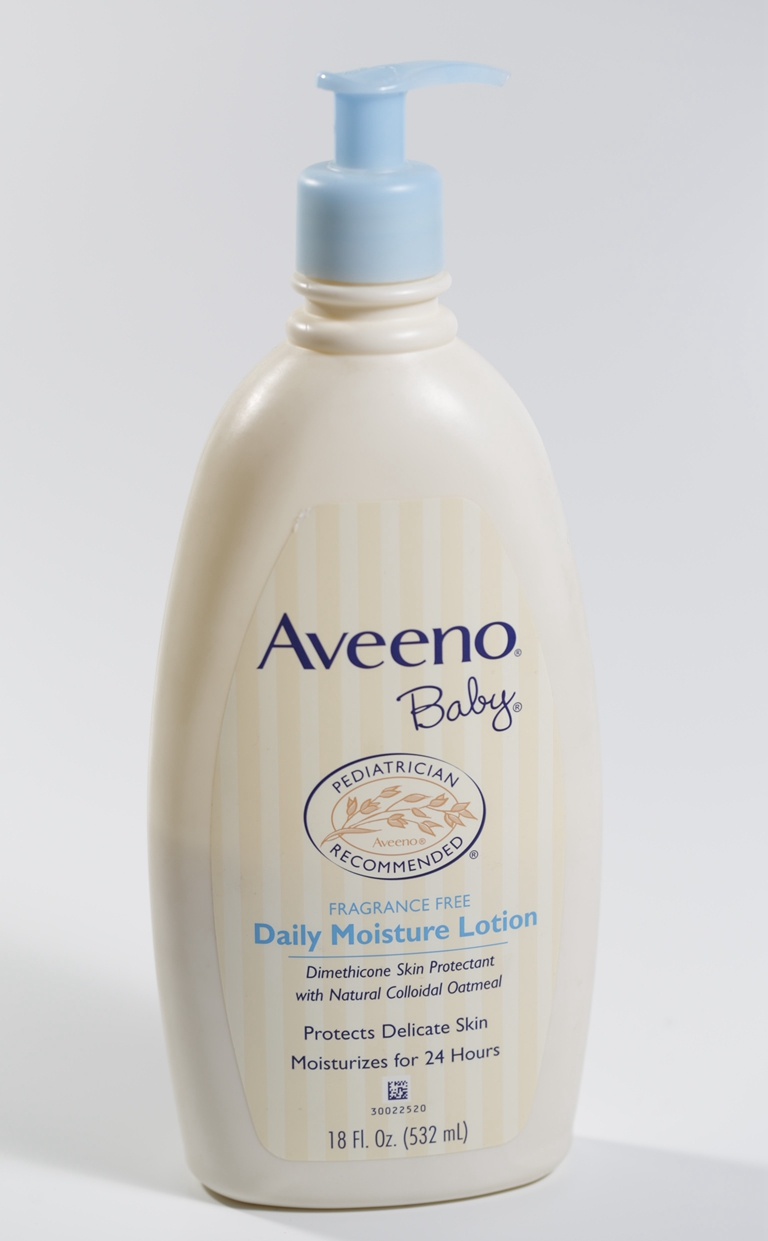 Aveeno®
Baby®
PEDIATRICIAN
Aveeno®
RECOMMENDED®
FRAGRANCE FREE
Daily Moisture Lotion
Dimethicone Skin Protectant
with Natural Colloidal Oatmeal
Protects Delicate Skin
Moisturizes for 24 Hours
30022520
18 Fl. Oz. (532 mL)